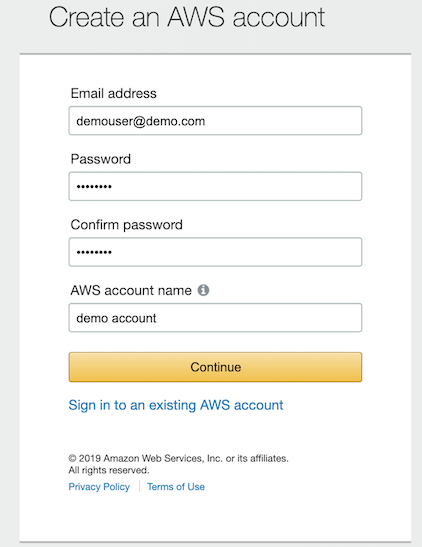 Create an AWS account
Email address
demouser@demo.com
Password
••••••••
Confirm password
••••••••
AWS account name i
demo account
Continue
Sign in to an existing AWS account
© 2019 Amazon Web Services, Inc. or its affiliates.
All rights reserved.
Privacy Policy | Terms of Use